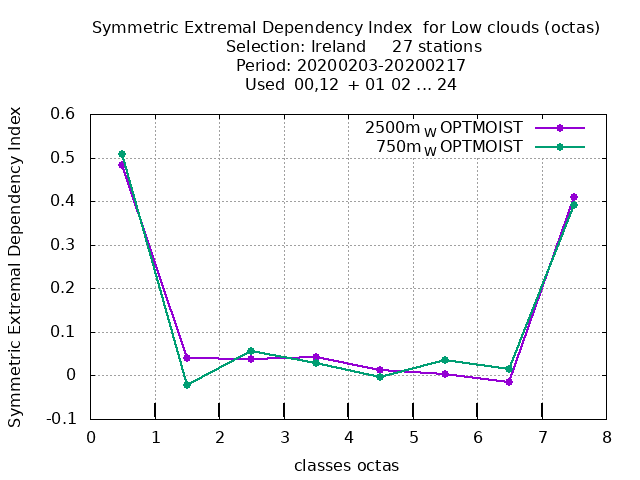 Symmetric Extremal Dependency Index for Low clouds (octas)
Selection: Ireland 27 stations
Period: 20200203-20200217
Used 00,12 + 01 02 ... 24
2500m W OPTMOIST
750m W OPTMOIST
Symmetric Extremal Dependency Index
0.6
0.5
0.4
0.3
0.2
0.1
0
-0.1
0 1 2 3 4 5 6 7 8
classes octas